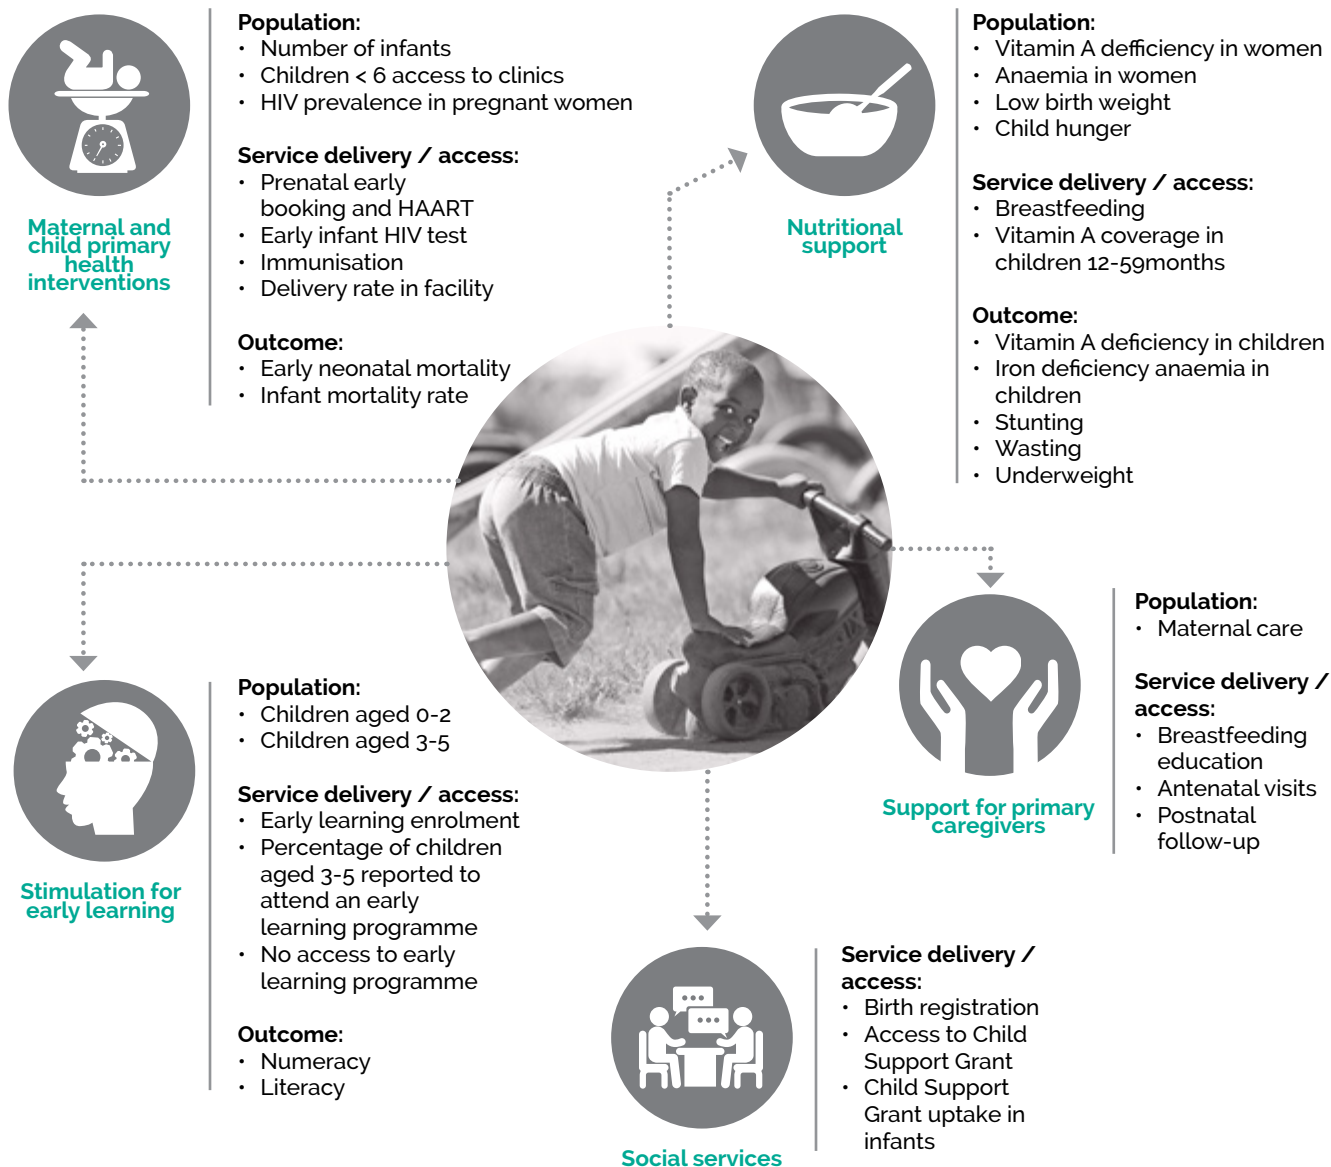 Maternal and
child primary
health
interventions
Population:
• Number of infants
• Children < 6 access to clinics
• HIV prevalence in pregnant women
Service delivery / access:
• Prenatal early
booking and HAART
• Early infant HIV test
• Immunisation
• Delivery rate in facility
Outcome:
• Early neonatal mortality
• Infant mortality rate
Nutritional
support
Population:
• Vitamin A defficiency in women
• Anaemia in women
• Low birth weight
• Child hunger
Service delivery / access:
• Breastfeeding
• Vitamin A coverage in
children 12-59months
Outcome:
• Vitamin A deficiency in children
• Iron deficiency anaemia in
children
• Stunting
• Wasting
• Underweight
Stimulation for
early learning
Population:
• Children aged 0-2
• Children aged 3-5
Service delivery / access:
• Early learning enrolment
• Percentage of children
aged 3-5 reported to
attend an early
learning programme
• No access to early
learning programme
Outcome:
• Numeracy
• Literacy
Support for primary
caregivers
Population:
• Maternal care
Service delivery /
access:
• Breastfeeding
education
• Antenatal visits
• Postnatal
follow-up
Social services
Service delivery /
access:
• Birth registration
• Access to Child
Support Grant
• Child Support
Grant uptake in
infants